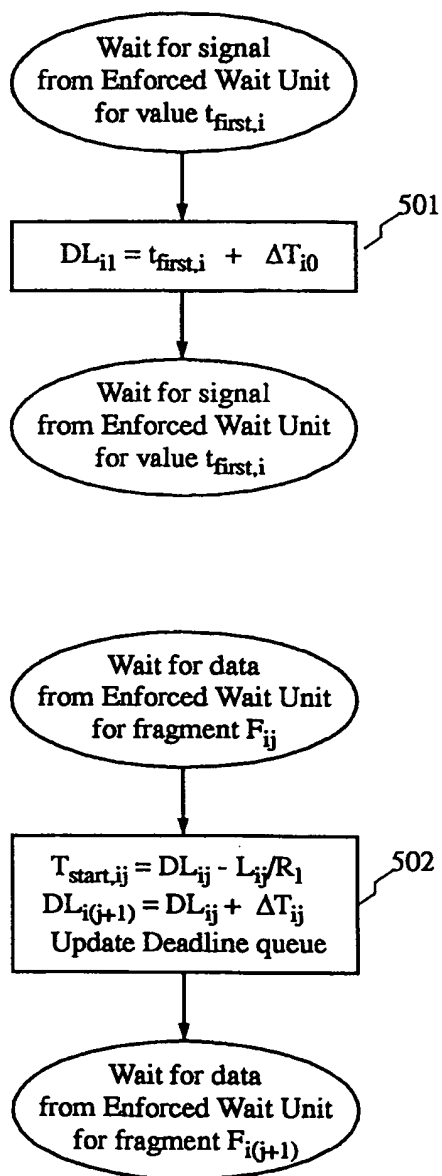 Wait for signal
from Enforced Wait Unit
for value t_first,i
501
DL_i1 = t_first,i + ΔT_i0
Wait for signal
from Enforced Wait Unit
for value t_first,i
Wait for data
from Enforced Wait Unit
for fragment F_ij
502
T_start,ij = DL_ij - L_ij/R_l
DL_i(j+1) = DL_ij + ΔT_ij
Update Deadline queue
Wait for data
from Enforced Wait Unit
for fragment F_i(j+1)